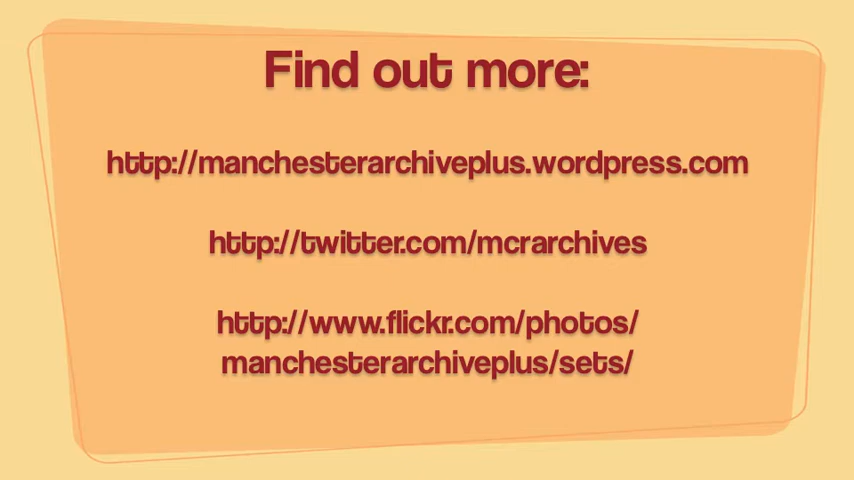 Find out more:
http://manchesterarchiveplus.wordpress.com
http://twitter.com/mcrarchives
http://www.flickr.com/photos/
manchesterarchiveplus/sets/